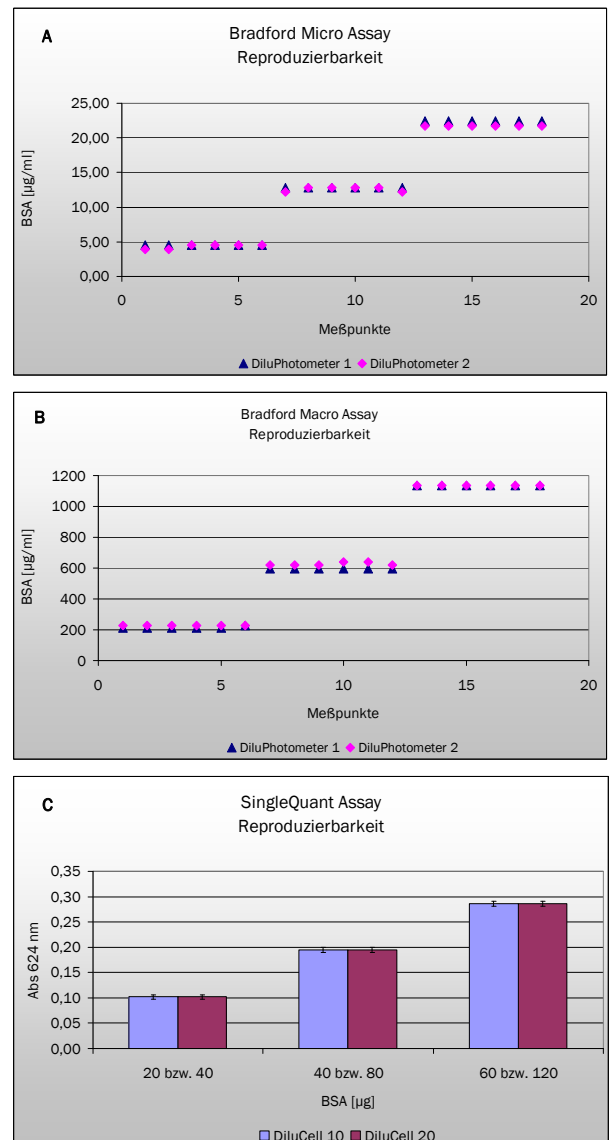 A
Bradford Micro Assay
Reproduzierbarkeit
25,00
20,00
15,00
10,00
5,00
0,00
BSA [µg/ml]
0 5 10 15 20
Meßpunkte
DiluPhotometer 1 DiluPhotometer 2
B
Bradford Macro Assay
Reproduzierbarkeit
1200
1000
800
600
400
200
0
BSA [µg/ml]
0 5 10 15 20
Meßpunkte
DiluPhotometer 1 DiluPhotometer 2
C
SingleQuant Assay
Reproduzierbarkeit
0,35
0,30
0,25
0,20
0,15
0,10
0,05
0,00
Abs 624 nm
20 bzw. 40 40 bzw. 80 60 bzw. 120
BSA [µg]
DiluCell 10 DiluCell 20